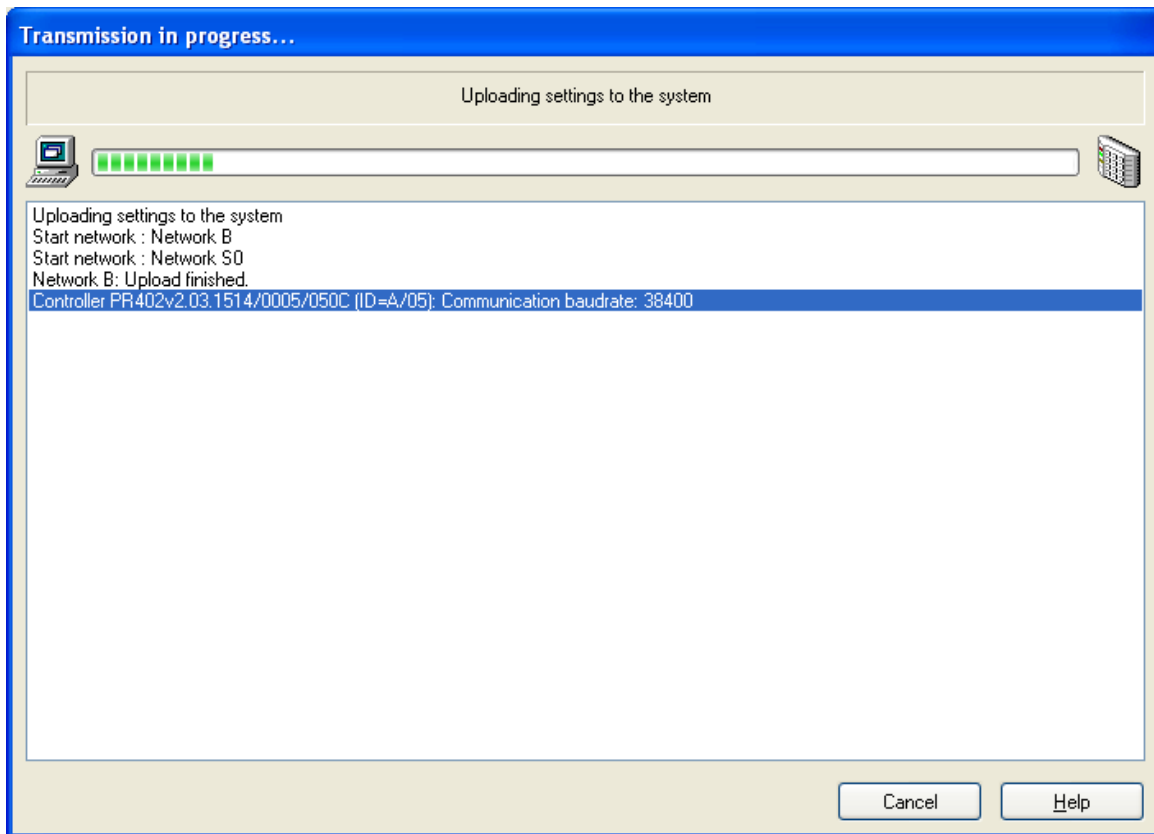 Transmission in progress...
Uploading settings to the system
Uploading settings to the system
Start network : Network B
Start network : Network S0
Network B: Upload finished.
Controller PR402v2.03.1514/0005/050C (ID=A/05): Communication baudrate: 38400
Cancel
Help